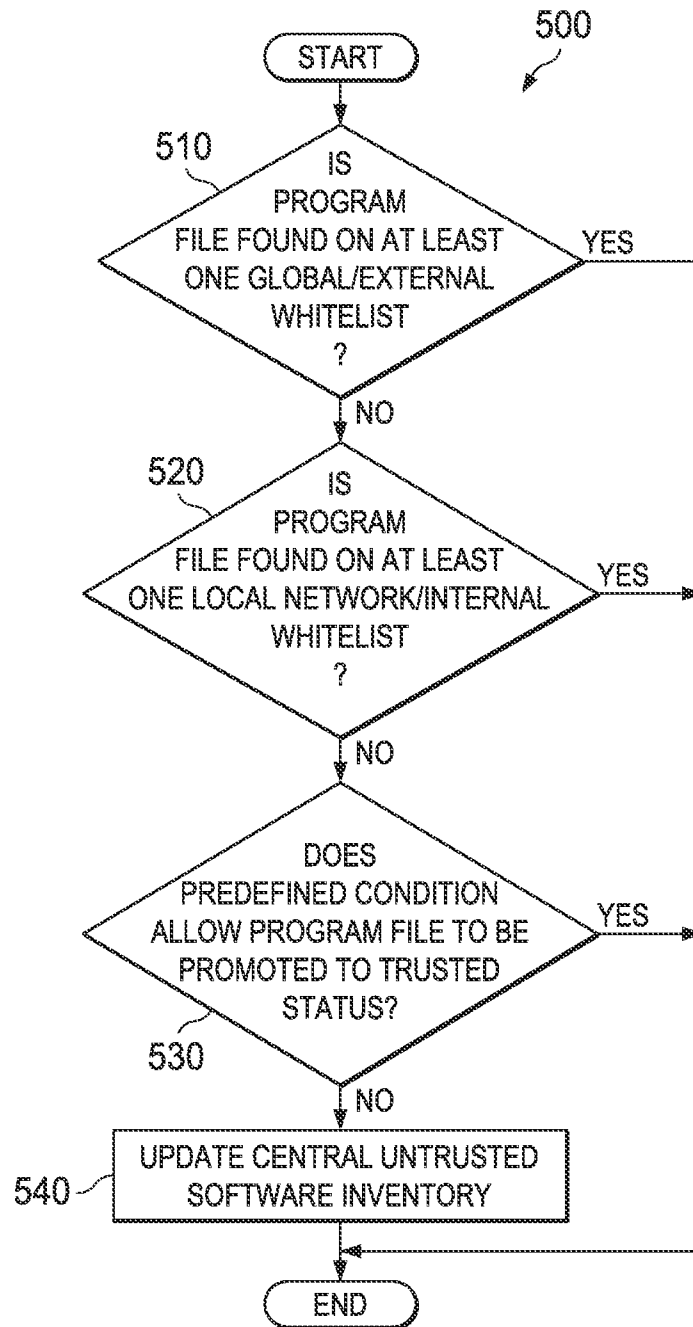 500
START
510
IS
PROGRAM
FILE FOUND ON AT LEAST
ONE GLOBAL/EXTERNAL
WHITELIST
?
YES
NO
520
IS
PROGRAM
FILE FOUND ON AT LEAST
ONE LOCAL NETWORK/INTERNAL
WHITELIST
?
YES
NO
DOES
PREDEFINED CONDITION
ALLOW PROGRAM FILE TO BE
PROMOTED TO TRUSTED
STATUS?
YES
530
NO
540
UPDATE CENTRAL UNTRUSTED
SOFTWARE INVENTORY
END